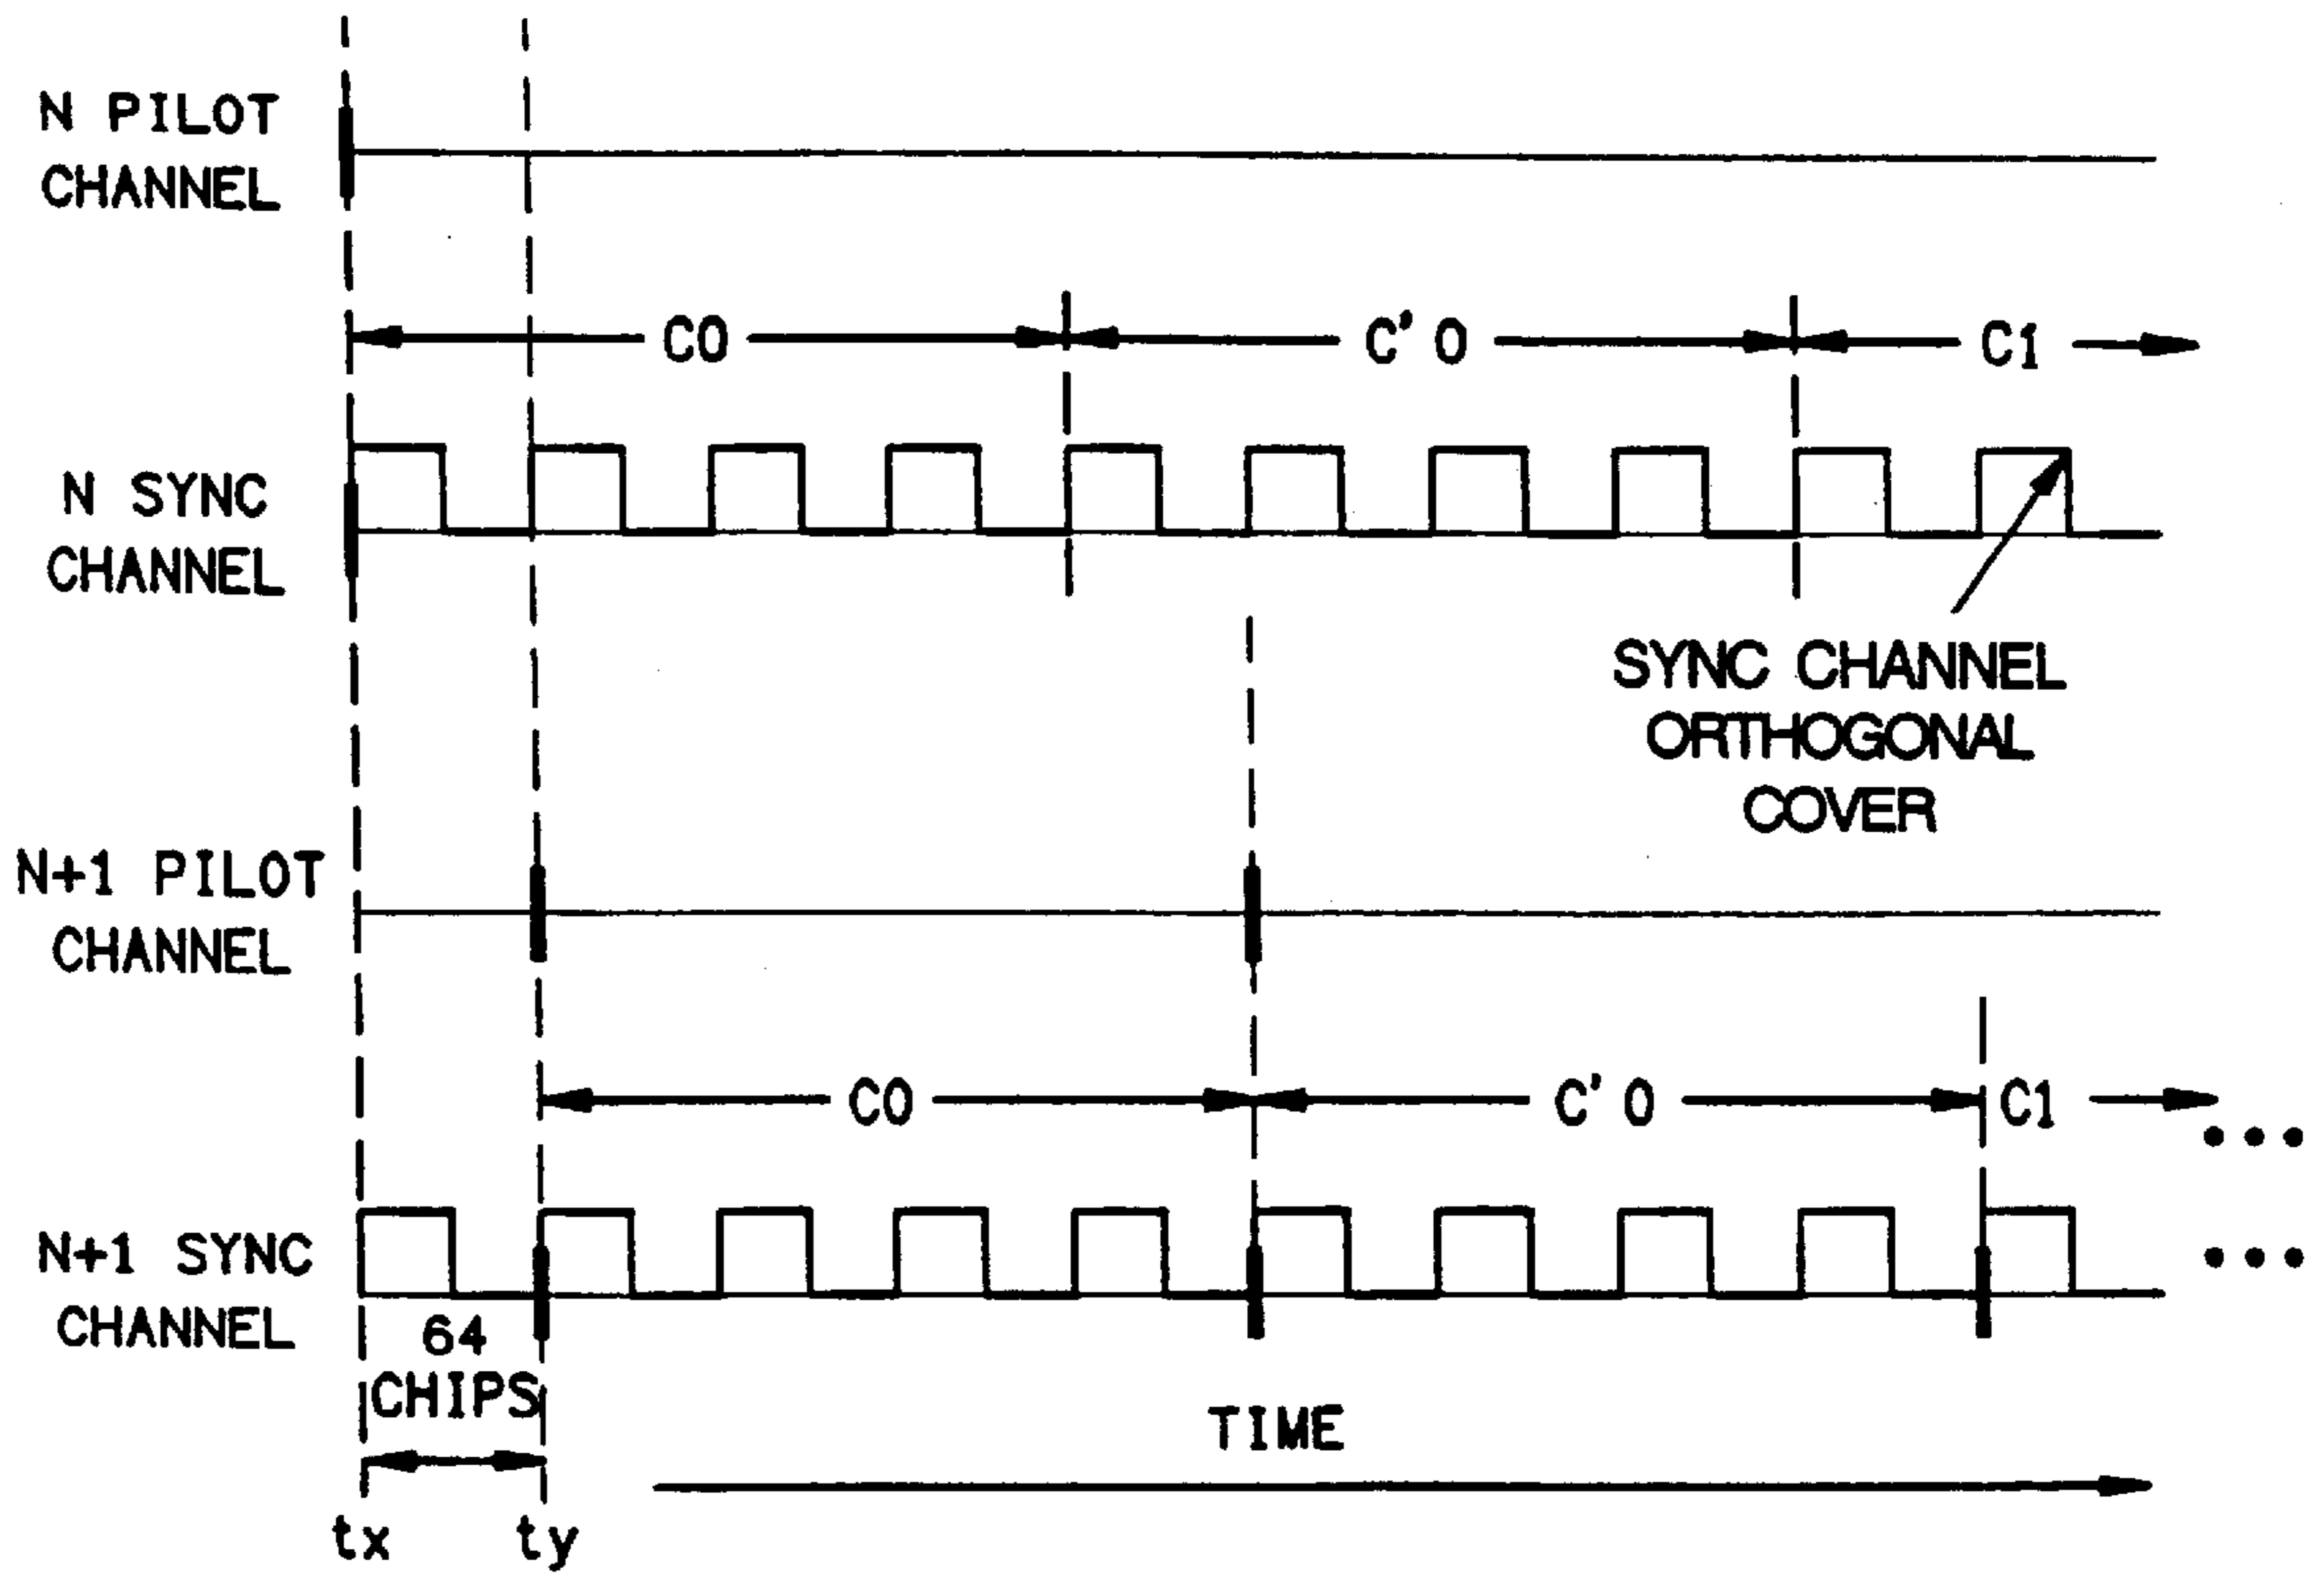 N PILOT
CHANNEL
C0
C'0
C1
N SYNC
CHANNEL
SYNC CHANNEL
ORTHOGONAL
COVER
N+1 PILOT
CHANNEL
C0
C'0
C1
N+1 SYNC
CHANNEL
64
CHIPS
TIME
tx
ty